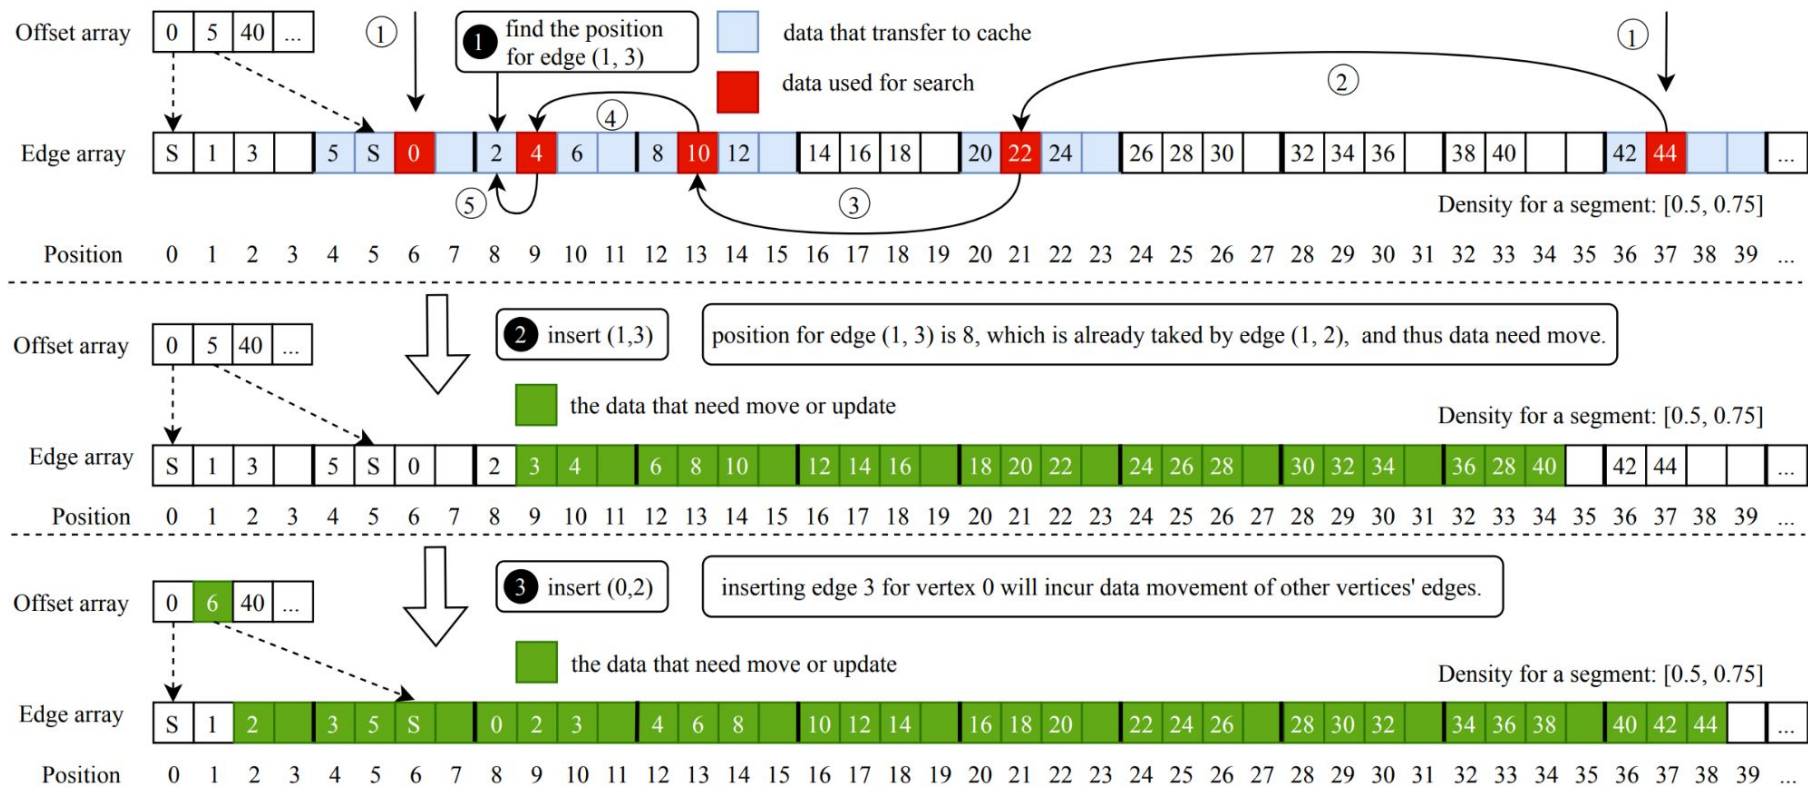 Offset array 0 5 40 ...
1
1 find the position
for edge (1, 3)
data that transfer to cache
data used for search
1
2
4
Edge array S 1 3 5 S 0 2 4 6 8 10 12 14 16 18 20 22 24 26 28 30 32 34 36 38 40 42 44 ...
5
3
Density for a segment: [0.5, 0.75]
Position 0 1 2 3 4 5 6 7 8 9 10 11 12 13 14 15 16 17 18 19 20 21 22 23 24 25 26 27 28 29 30 31 32 33 34 35 36 37 38 39 ...
Offset array 0 5 40 ...
2 insert (1,3)
position for edge (1, 3) is 8, which is already taked by edge (1, 2), and thus data need move.
the data that need move or update
Density for a segment: [0.5, 0.75]
Edge array S 1 3 5 S 0 2 3 4 6 8 10 12 14 16 18 20 22 24 26 28 30 32 34 36 28 40 42 44 ...
Position 0 1 2 3 4 5 6 7 8 9 10 11 12 13 14 15 16 17 18 19 20 21 22 23 24 25 26 27 28 29 30 31 32 33 34 35 36 37 38 39 ...
Offset array 0 6 40 ...
3 insert (0,2)
inserting edge 3 for vertex 0 will incur data movement of other vertices' edges.
the data that need move or update
Density for a segment: [0.5, 0.75]
Edge array S 1 2 3 5 S 0 2 3 4 6 8 10 12 14 16 18 20 22 24 26 28 30 32 34 36 38 40 42 44 ...
Position 0 1 2 3 4 5 6 7 8 9 10 11 12 13 14 15 16 17 18 19 20 21 22 23 24 25 26 27 28 29 30 31 32 33 34 35 36 37 38 39 ...